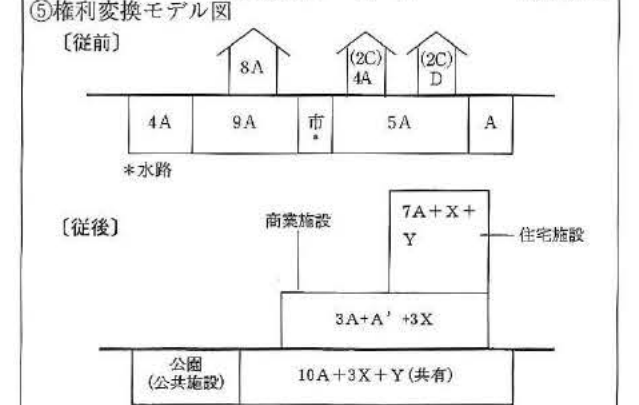 ⑤権利変換モデル図
〔従前〕
8A
(2C)
4A
(2C)
D
4A
9A
市
*
5A
A
*水路
〔従後〕
商業施設
7A+X+
Y
住宅施設
3A+A'+3X
公園
(公共施設)
10A+3X+Y(共有)